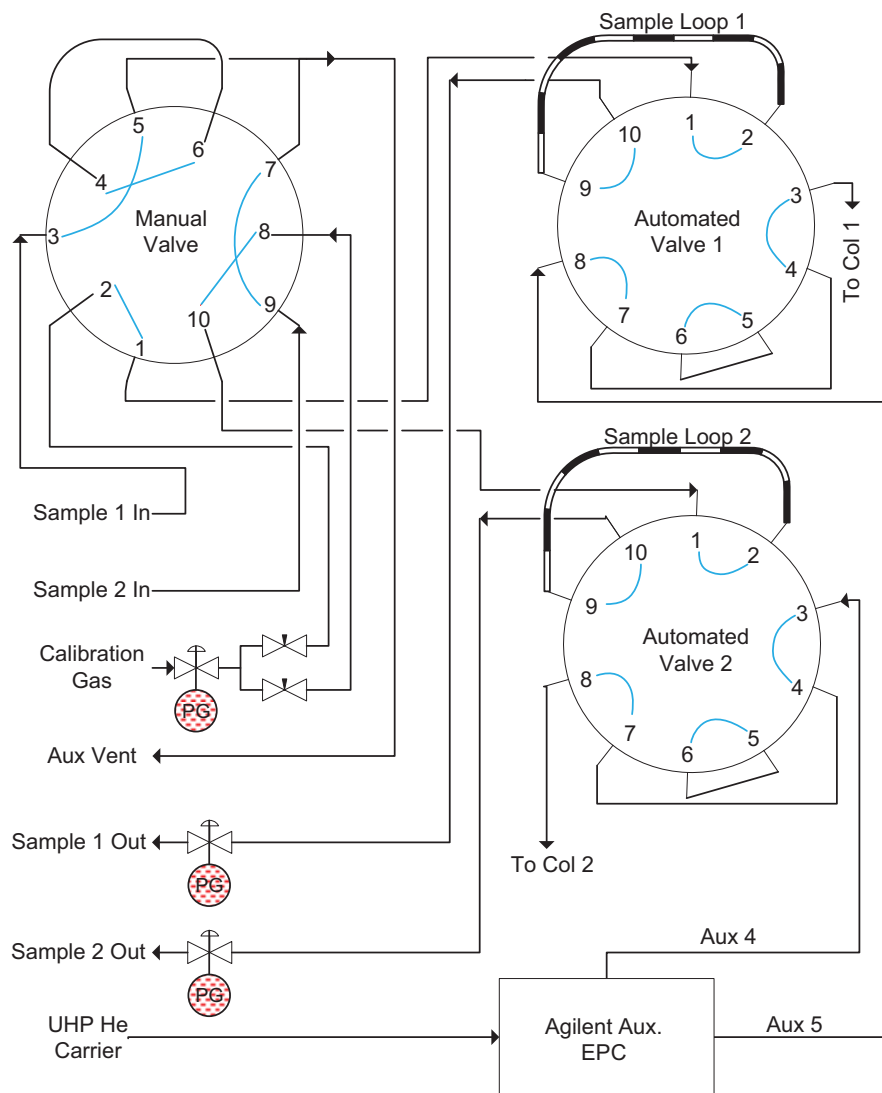 Sample Loop 1
5
6
4
7
3
Manual
Valve
8
2
9
10
1
1
10
2
9
3
Automated
Valve 1
8
4
7
5
6
To Col 1
Sample Loop 2
1
10
2
9
3
Automated
Valve 2
8
4
7
5
6
To Col 2
Sample 1 In
Sample 2 In
Calibration
Gas
PG
Aux Vent
Sample 1 Out
PG
Sample 2 Out
PG
Aux 4
UHP He
Carrier
Agilent Aux.
EPC
Aux 5